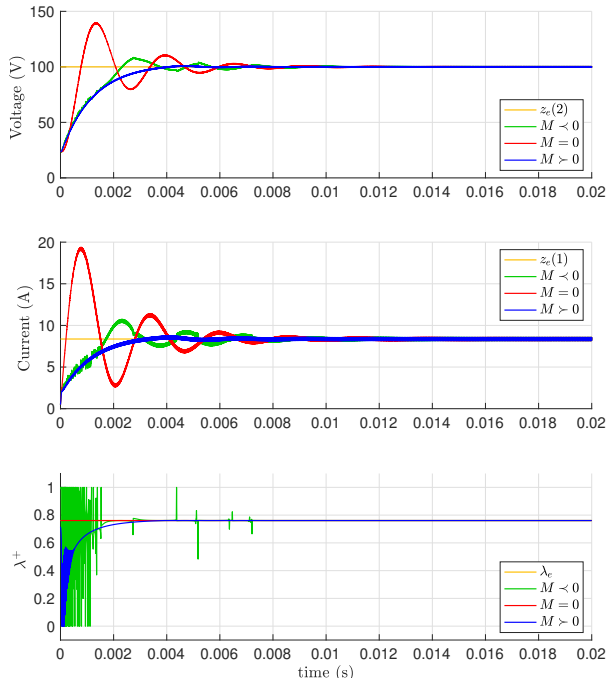 150
100
50
0
Voltage (V)
z_e(2)
M ≺ 0
M = 0
M ≻ 0
0 0.002 0.004 0.006 0.008 0.01 0.012 0.014 0.016 0.018 0.02
20
15
10
5
0
Current (A)
z_e(1)
M ≺ 0
M = 0
M ≻ 0
0 0.002 0.004 0.006 0.008 0.01 0.012 0.014 0.016 0.018 0.02
1
0.8
0.6
0.4
0.2
0
λ⁺
λ_e
M ≺ 0
M = 0
M ≻ 0
0 0.002 0.004 0.006 0.008 0.01 0.012 0.014 0.016 0.018 0.02
time (s)